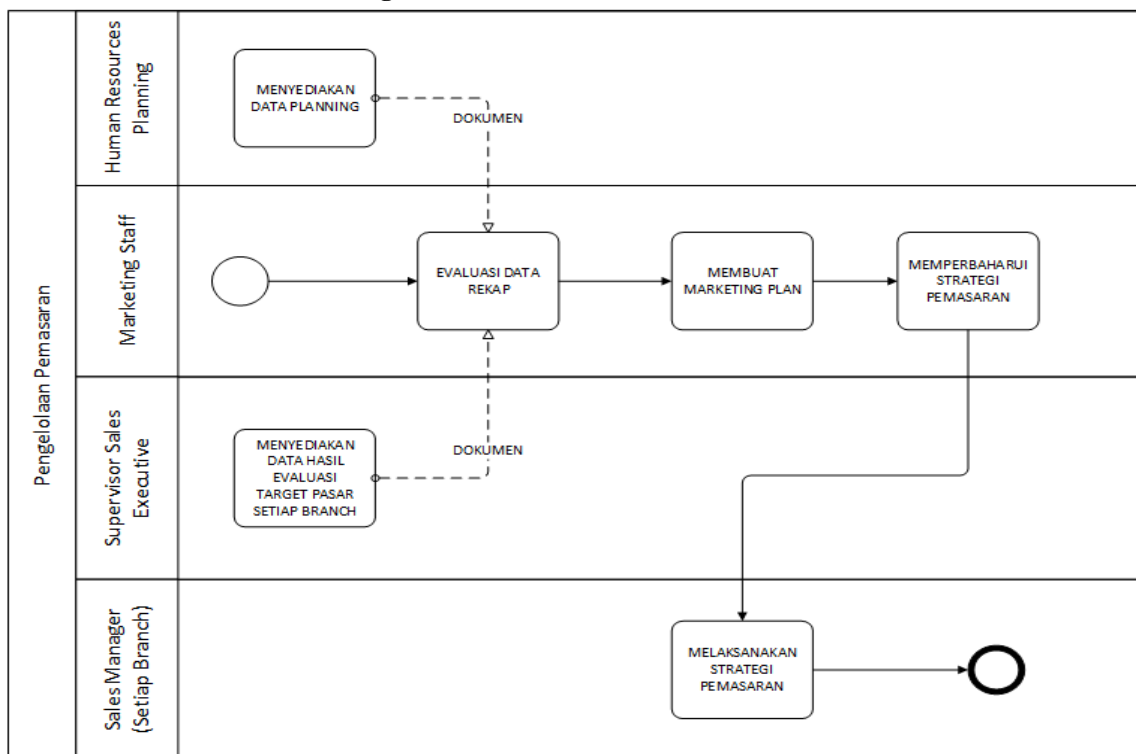 Pengelolaan Pemasaran
Human Resources
Planning
MENYEDIAKAN
DATA PLANNING
DOKUMEN
Marketing Staff
EVALUASI DATA
REKAP
MEMBUAT
MARKETING PLAN
MEMPERBAHARUI
STRATEGI
PEMASARAN
Supervisor Sales
Executive
MENYEDIAKAN
DATA HASIL
EVALUASI
TARGET PASAR
SETIAP BRANCH
DOKUMEN
Sales Manager
(Setiap Branch)
MELAKSANAKAN
STRATEGI
PEMASARAN